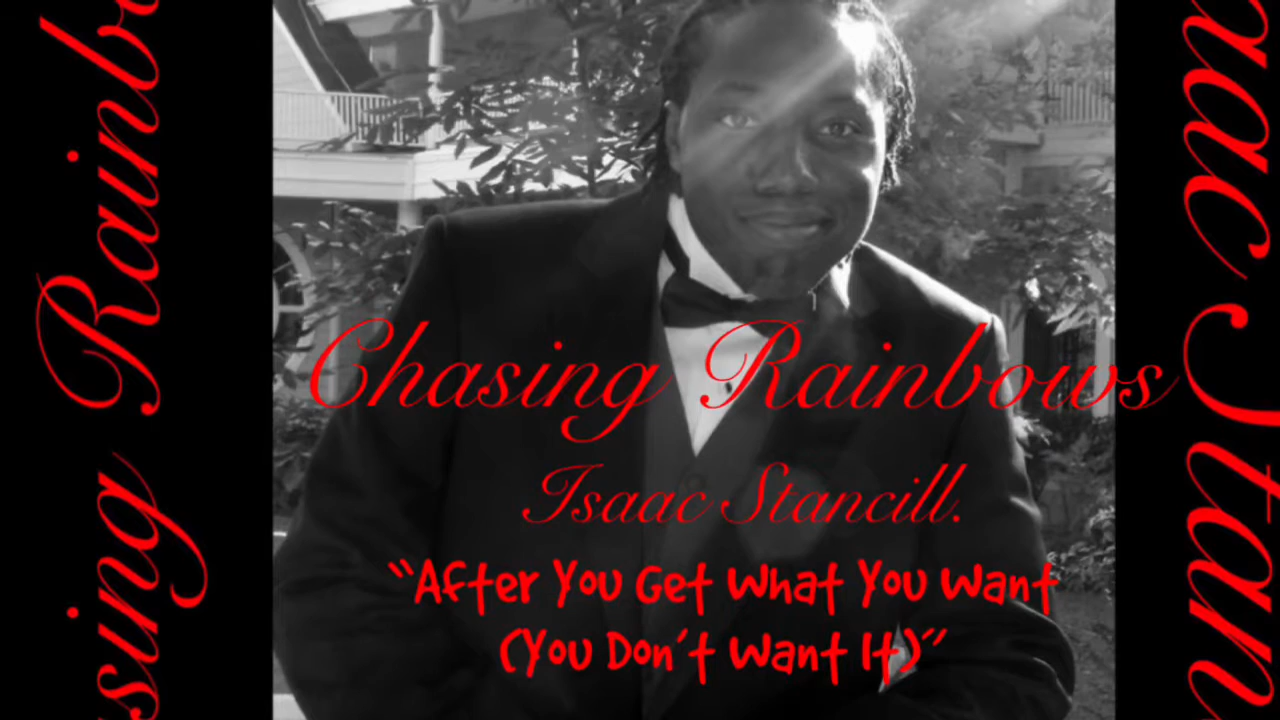 Chasing Rainbows
Isaac Stancill.
“After You Get What You Want
(You Don’t Want It)”